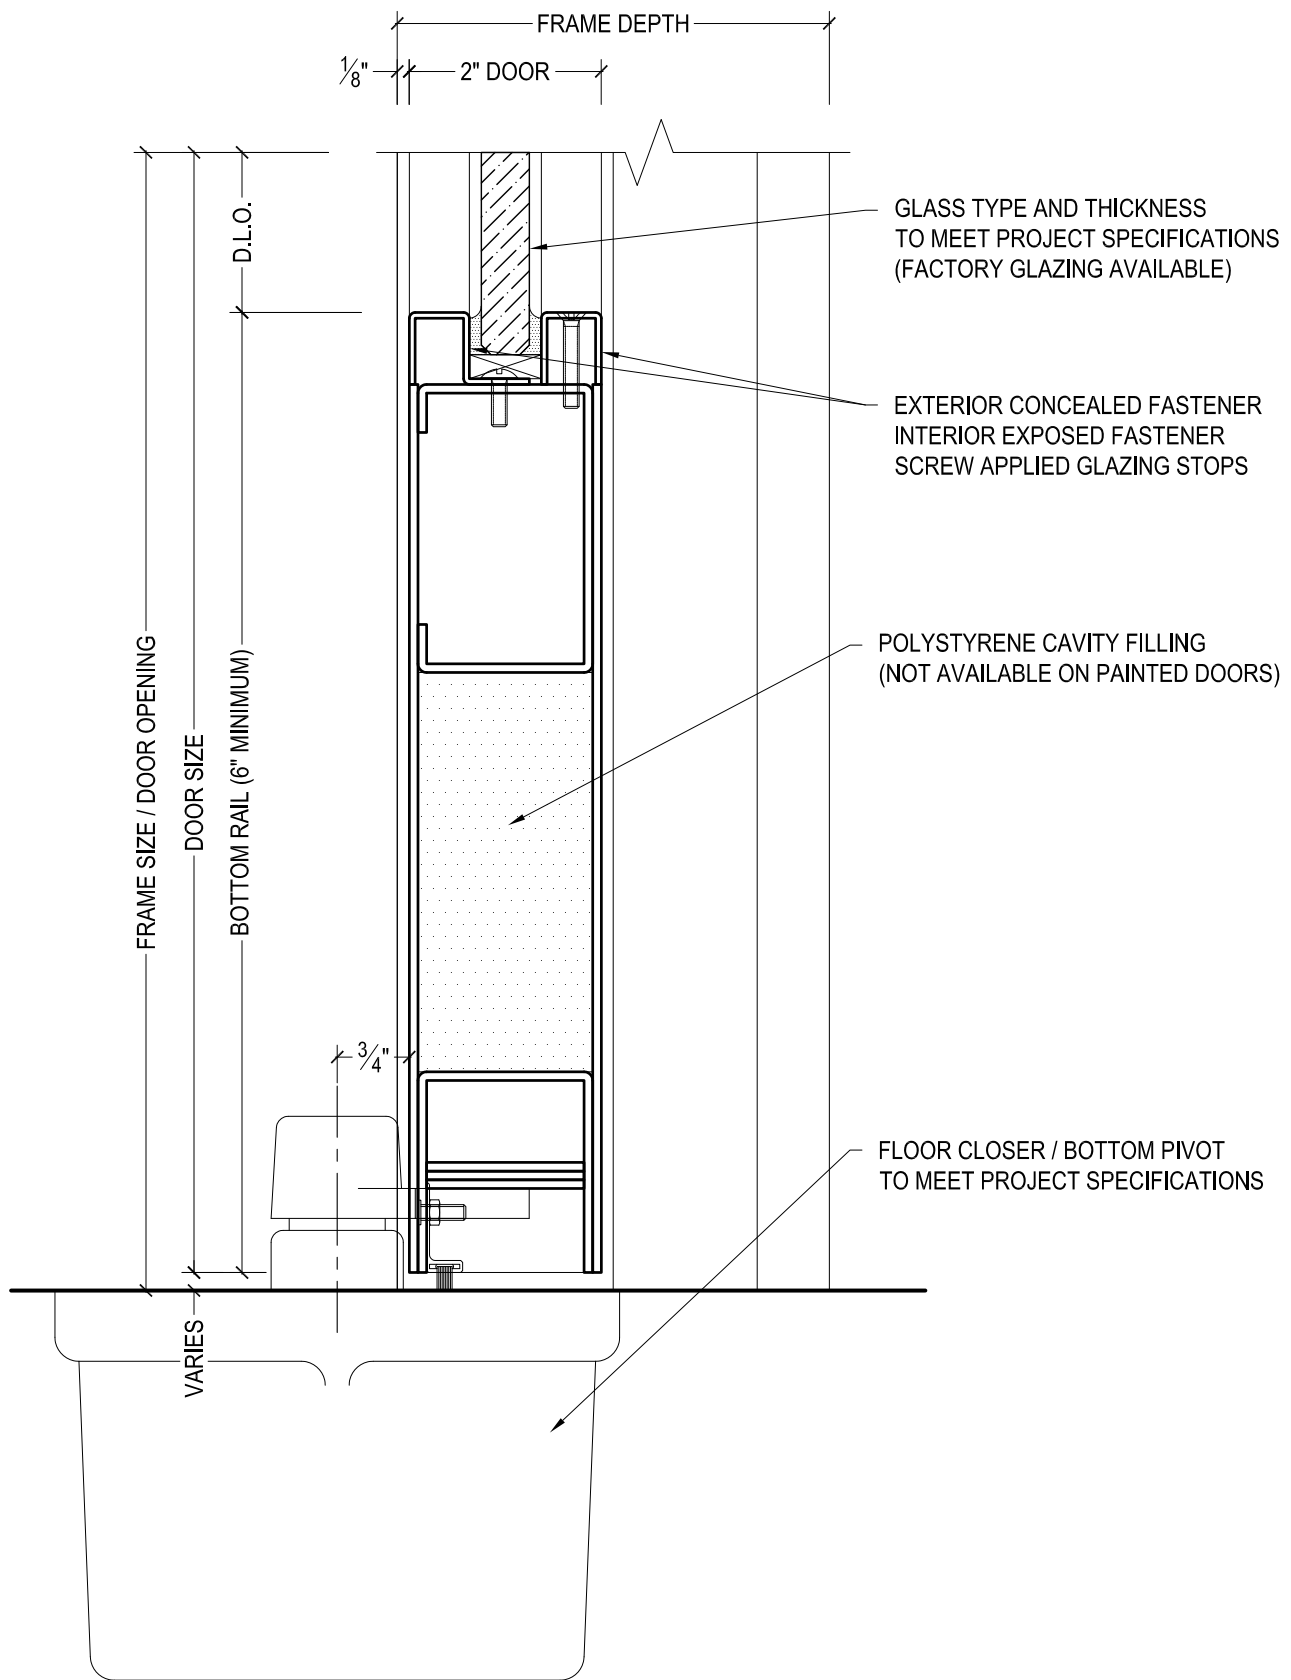 FRAME DEPTH
1/8"
2" DOOR
D.L.O.
GLASS TYPE AND THICKNESS
TO MEET PROJECT SPECIFICATIONS
(FACTORY GLAZING AVAILABLE)
EXTERIOR CONCEALED FASTENER
INTERIOR EXPOSED FASTENER
SCREW APPLIED GLAZING STOPS
FRAME SIZE / DOOR OPENING
DOOR SIZE
BOTTOM RAIL (6" MINIMUM)
POLYSTYRENE CAVITY FILLING
(NOT AVAILABLE ON PAINTED DOORS)
3/4"
FLOOR CLOSER / BOTTOM PIVOT
TO MEET PROJECT SPECIFICATIONS
VARIES